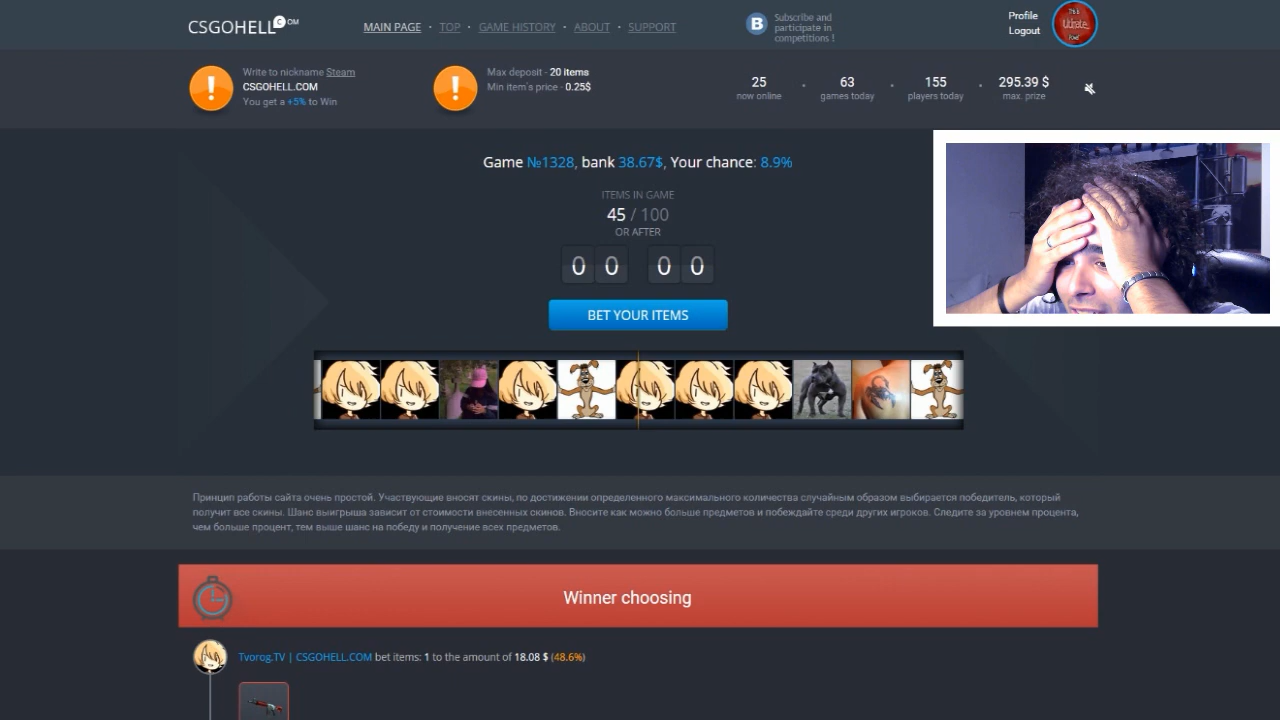 CSGOHELL.COM
MAIN PAGE · TOP · GAME HISTORY · ABOUT · SUPPORT
B
Subscribe and
participate in
competitions !
Profile
Logout
This is
Ultimate
Power
! Write to nickname Steam
CSGOHELL.COM
You get a +5% to Win
! Max deposit - 20 items
Min item's price - 0.25$
25 · 63 · 155 · 295.39 $
now online games today players today max. prize
Game №1328, bank 38.67$, Your chance: 8.9%
ITEMS IN GAME
45 / 100
OR AFTER
0 0 0 0
BET YOUR ITEMS
Принцип работы сайта очень простой. Участвующие вносят скины, по достижении определенного максимального количества случайным образом выбирается победитель, который
получит все скины. Шанс выигрыша зависит от стоимости внесенных скинов. Вносите как можно больше предметов и побеждайте среди других игроков. Следите за уровнем процента,
чем больше процент, тем выше шанс на победу и получение всех предметов.
Winner choosing
Tvorog.TV | CSGOHELL.COM bet items: 1 to the amount of 18.08 $ (48.6%)